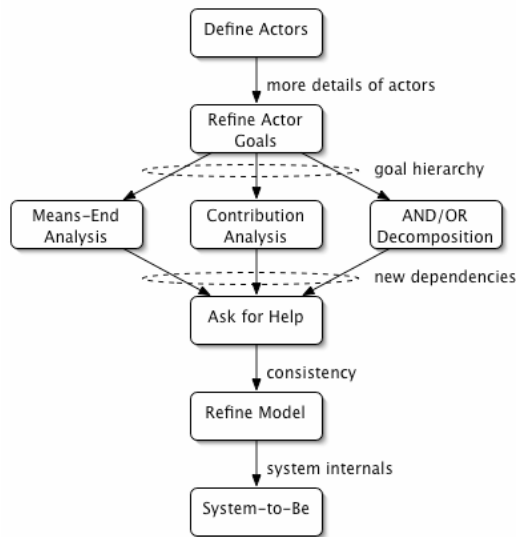 Define Actors
more details of actors
Refine Actor
Goals
goal hierarchy
Means-End
Analysis
Contribution
Analysis
AND/OR
Decomposition
new dependencies
Ask for Help
consistency
Refine Model
system internals
System-to-Be